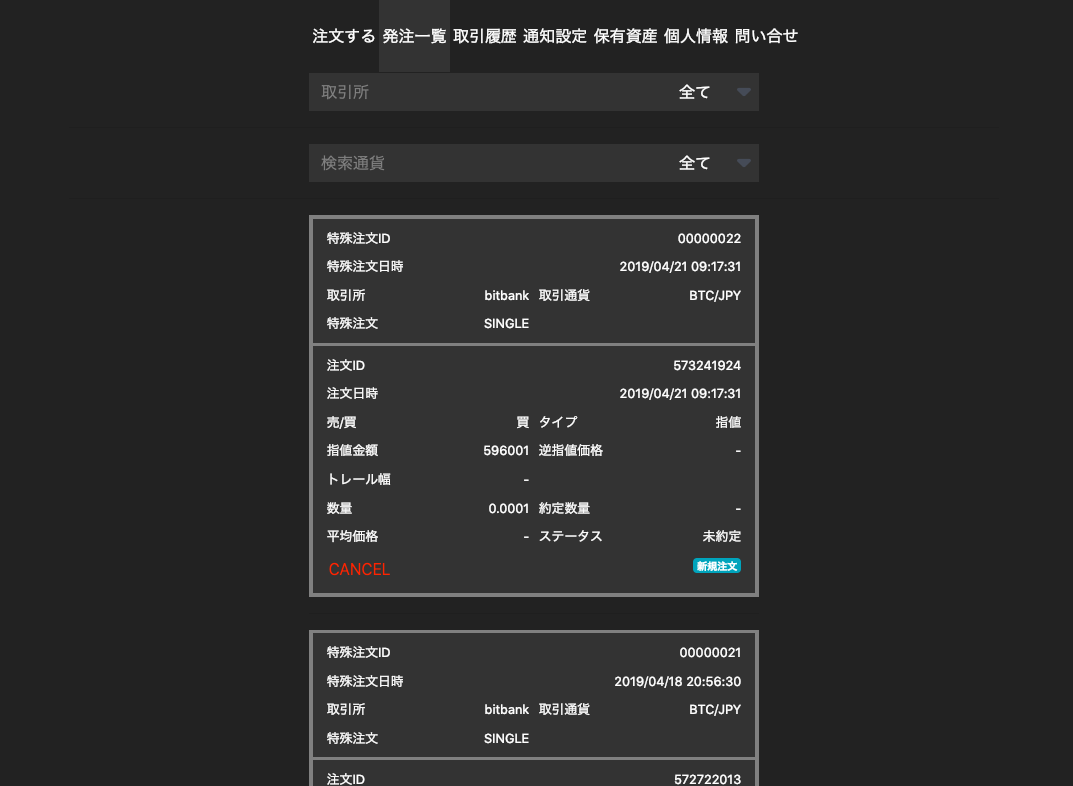 注文する 発注一覧 取引履歴 通知設定 保有資産 個人情報 問い合せ
取引所 全て
検索通貨 全て
特殊注文ID 00000022
特殊注文日時 2019/04/21 09:17:31
取引所 bitbank 取引通貨 BTC/JPY
特殊注文 SINGLE
注文ID 573241924
注文日時 2019/04/21 09:17:31
売/買 買 タイプ 指値
指値金額 596001 逆指値価格 -
トレール幅 -
数量 0.0001 約定数量 -
平均価格 - ステータス 未約定
CANCEL 新規注文
特殊注文ID 00000021
特殊注文日時 2019/04/18 20:56:30
取引所 bitbank 取引通貨 BTC/JPY
特殊注文 SINGLE
注文ID 572722013